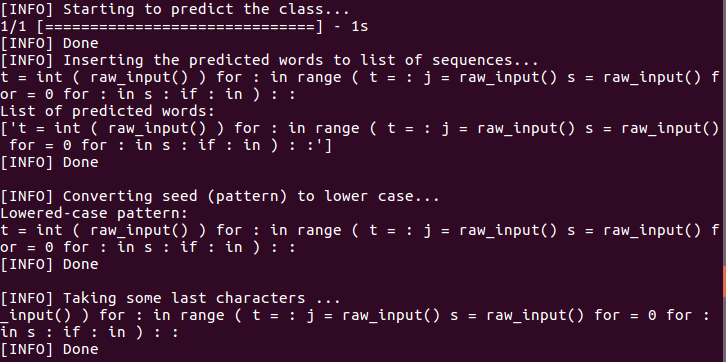 [INFO] Starting to predict the class...
1/1 [==============================] - 1s
[INFO] Done
[INFO] Inserting the predicted words to list of sequences...
t = int ( raw_input() ) for : in range ( t = : j = raw_input() s = raw_input() f
or = 0 for : in s : if : in ) : :
List of predicted words:
['t = int ( raw_input() ) for : in range ( t = : j = raw_input() s = raw_input()
 for = 0 for : in s : if : in ) : :']
[INFO] Done

[INFO] Converting seed (pattern) to lower case...
Lowered-case pattern:
t = int ( raw_input() ) for : in range ( t = : j = raw_input() s = raw_input() f
or = 0 for : in s : if : in ) : :
[INFO] Done

[INFO] Taking some last characters ...
_input() ) for : in range ( t = : j = raw_input() s = raw_input() for = 0 for :
in s : if : in ) : :
[INFO] Done